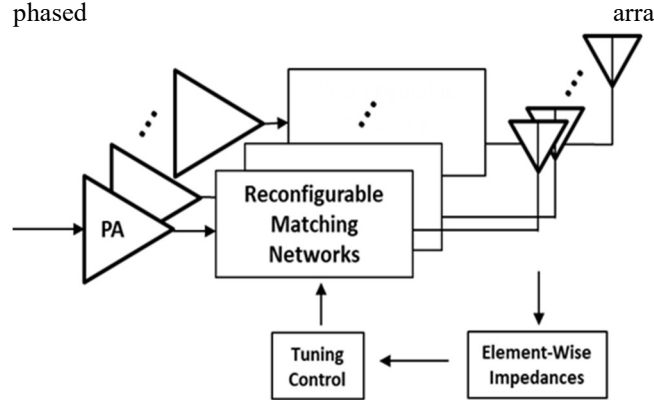 phased arra
PA
Reconfigurable
Matching
Networks
Tuning
Control
Element-Wise
Impedances